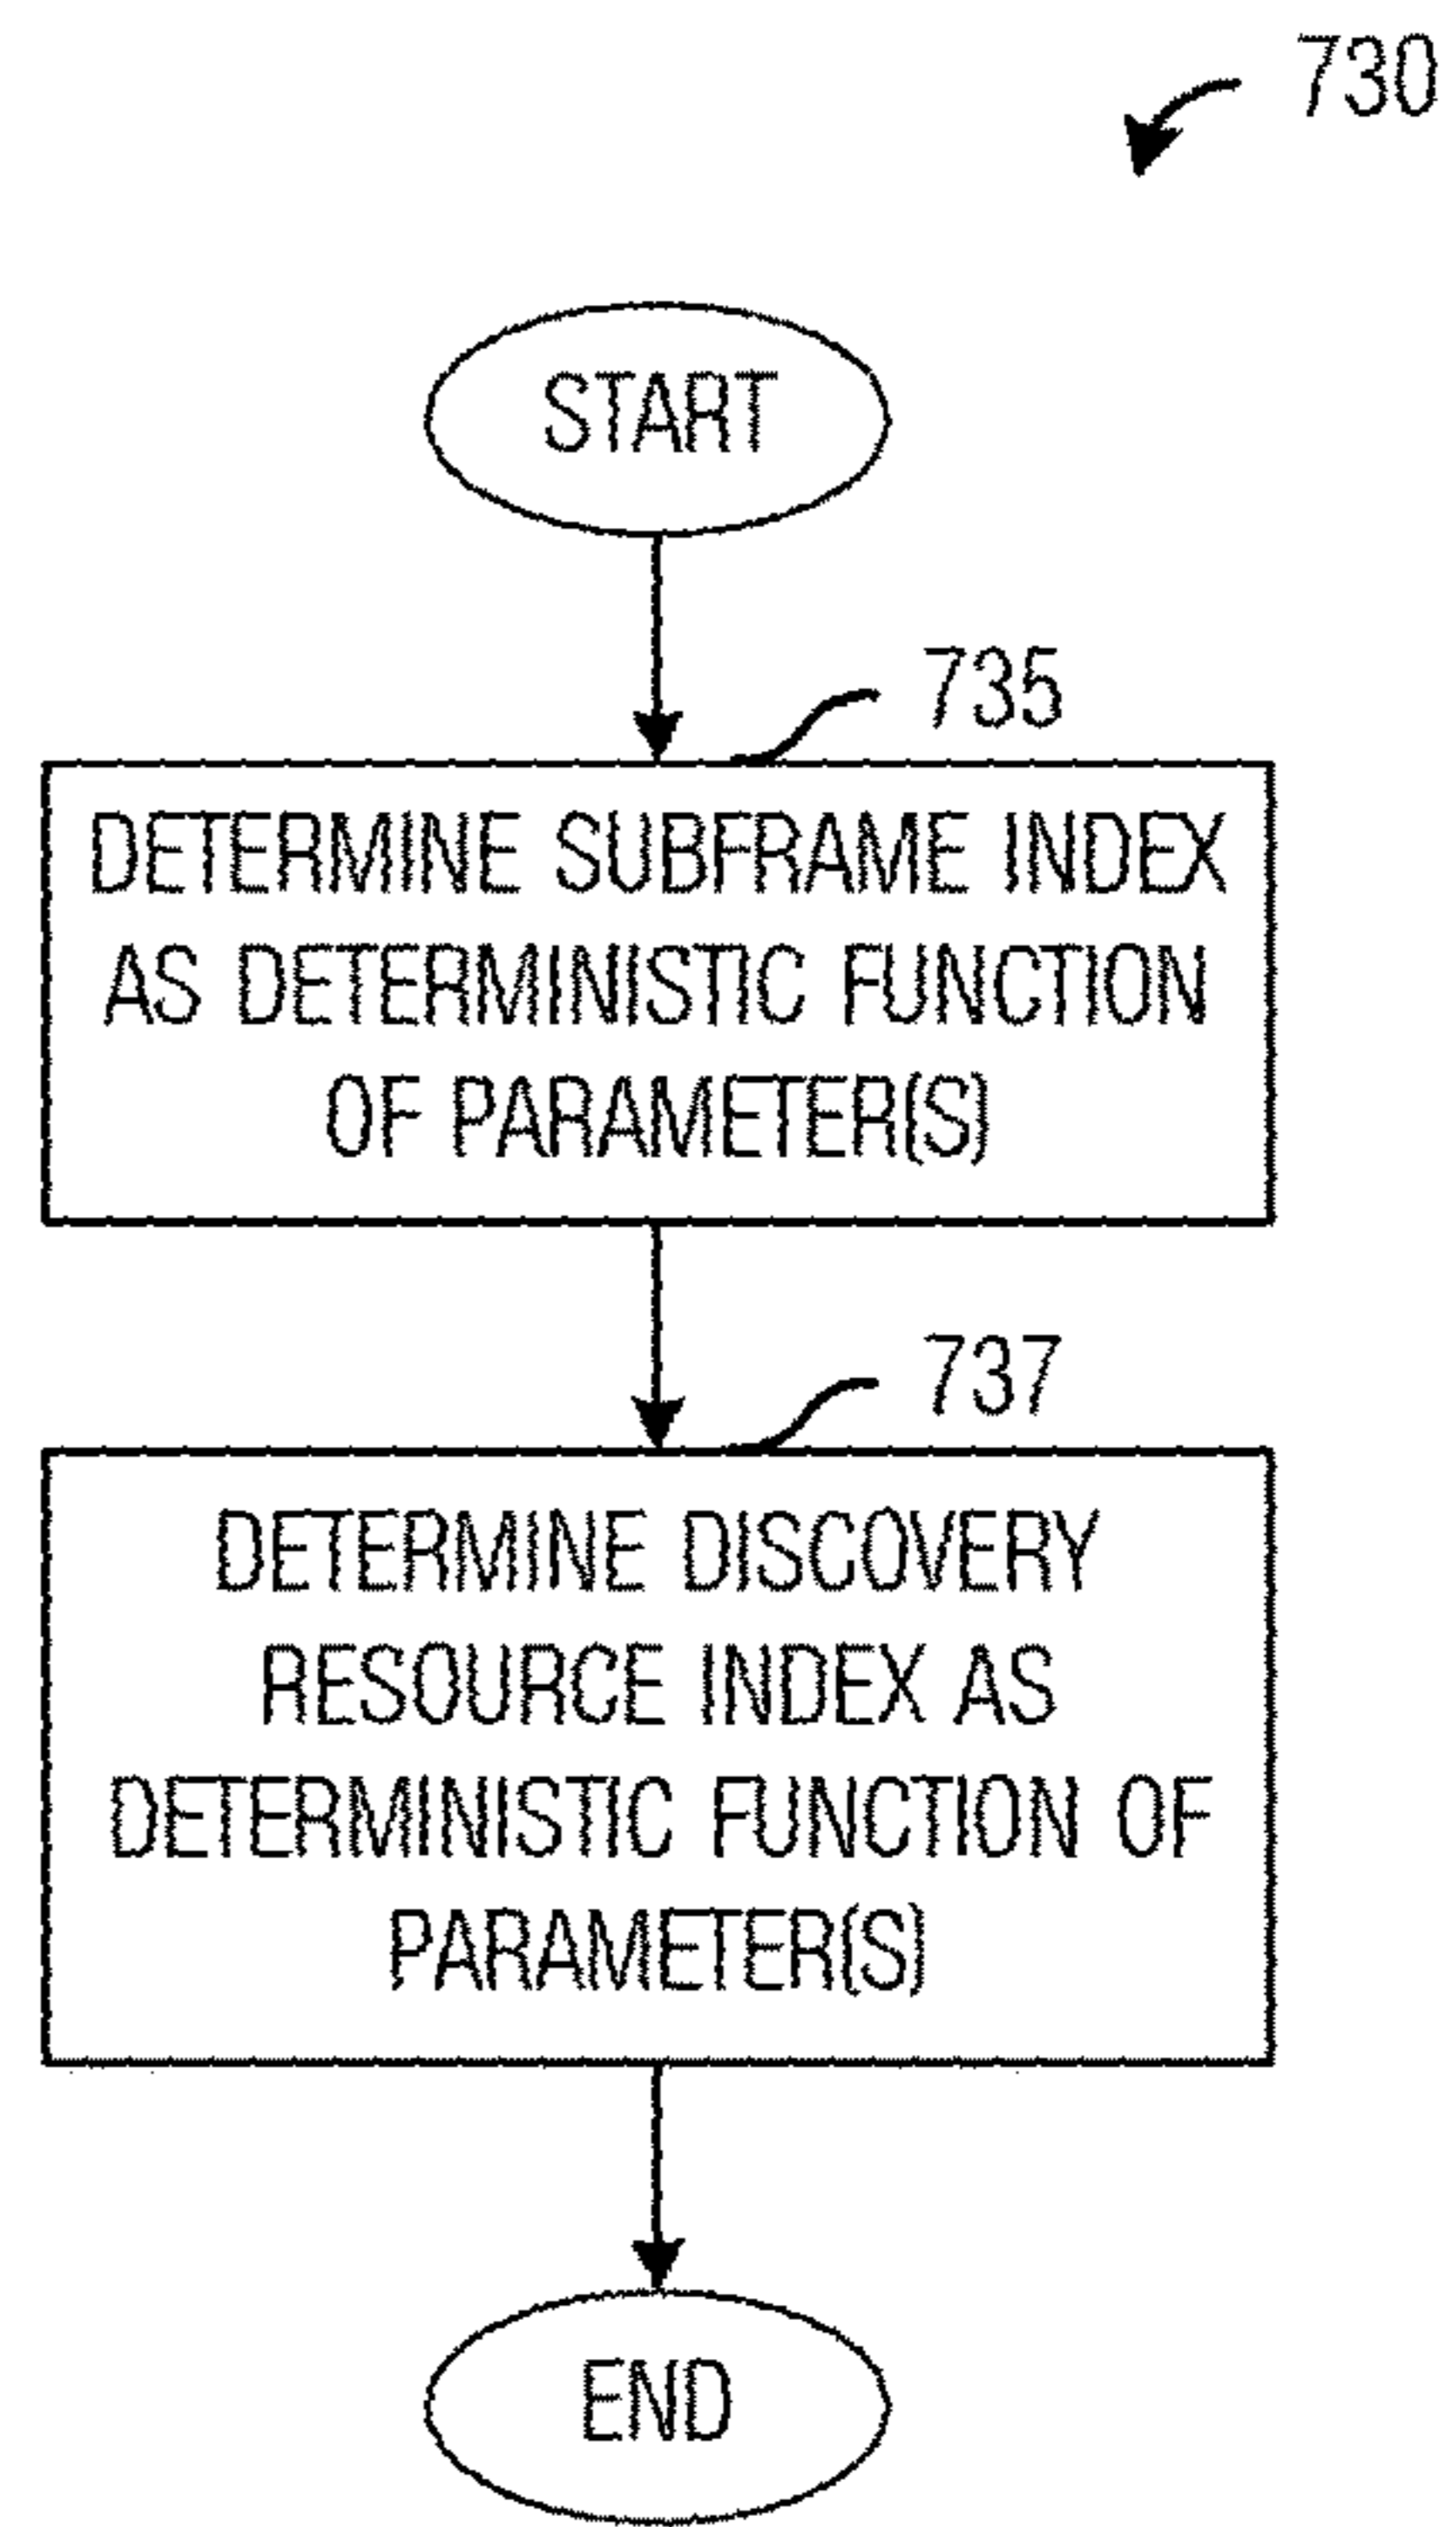 730
START
735
DETERMINE SUBFRAME INDEX
AS DETERMINISTIC FUNCTION
OF PARAMETER(S)
737
DETERMINE DISCOVERY
RESOURCE INDEX AS
DETERMINISTIC FUNCTION OF
PARAMETER(S)
END